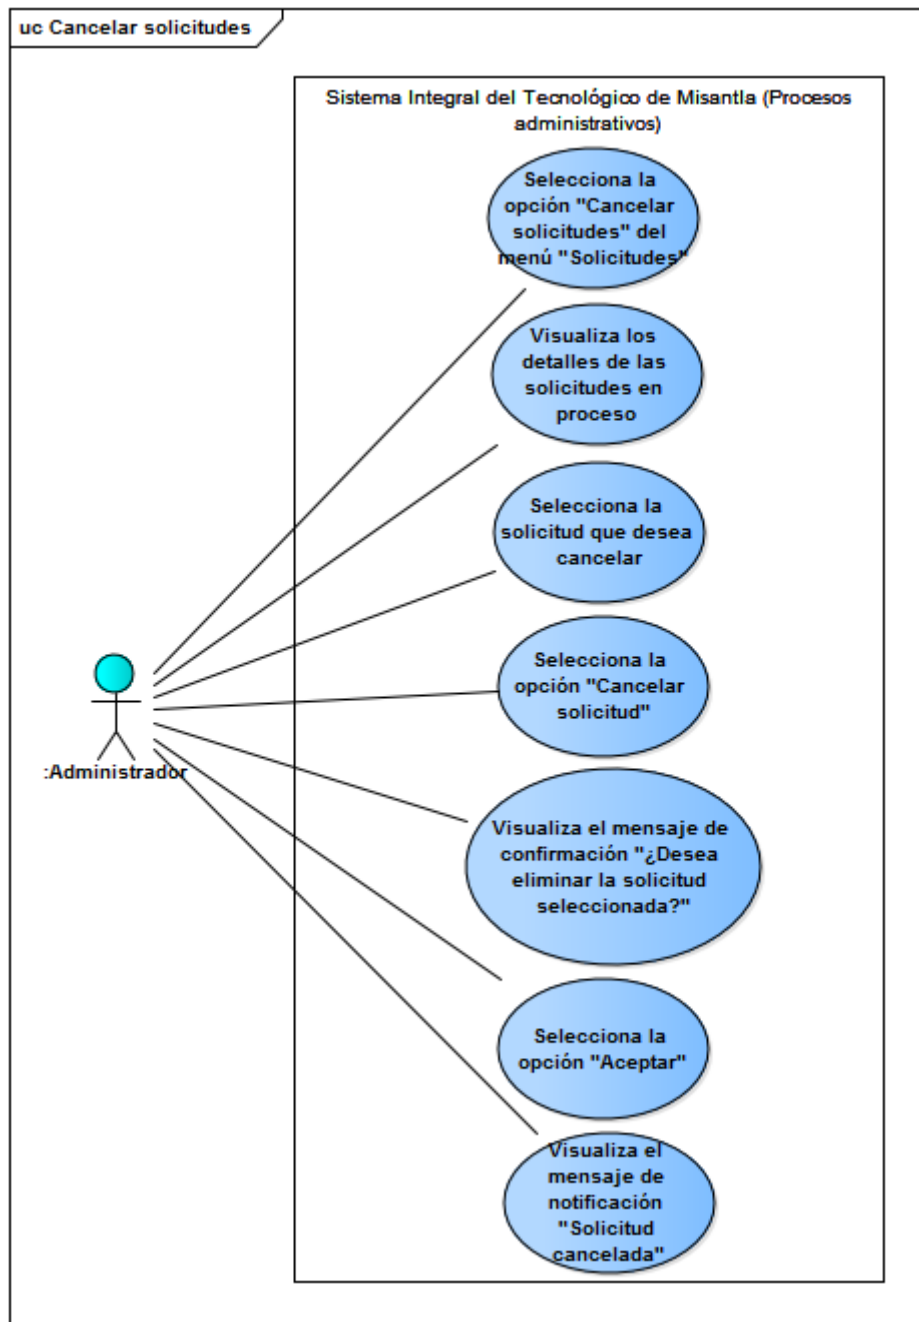 uc Cancelar solicitudes
Sistema Integral del Tecnológico de Misantla (Procesos
administrativos)
Selecciona la
opción "Cancelar
solicitudes" del
menú "Solicitudes"
Visualiza los
detalles de las
solicitudes en
proceso
Selecciona la
solicitud que desea
cancelar
Selecciona la
opción "Cancelar
solicitud"
:Administrador
Visualiza el mensaje de
confirmación "¿Desea
eliminar la solicitud
seleccionada?"
Selecciona la
opción "Aceptar"
Visualiza el
mensaje de
notificación
"Solicitud
cancelada"